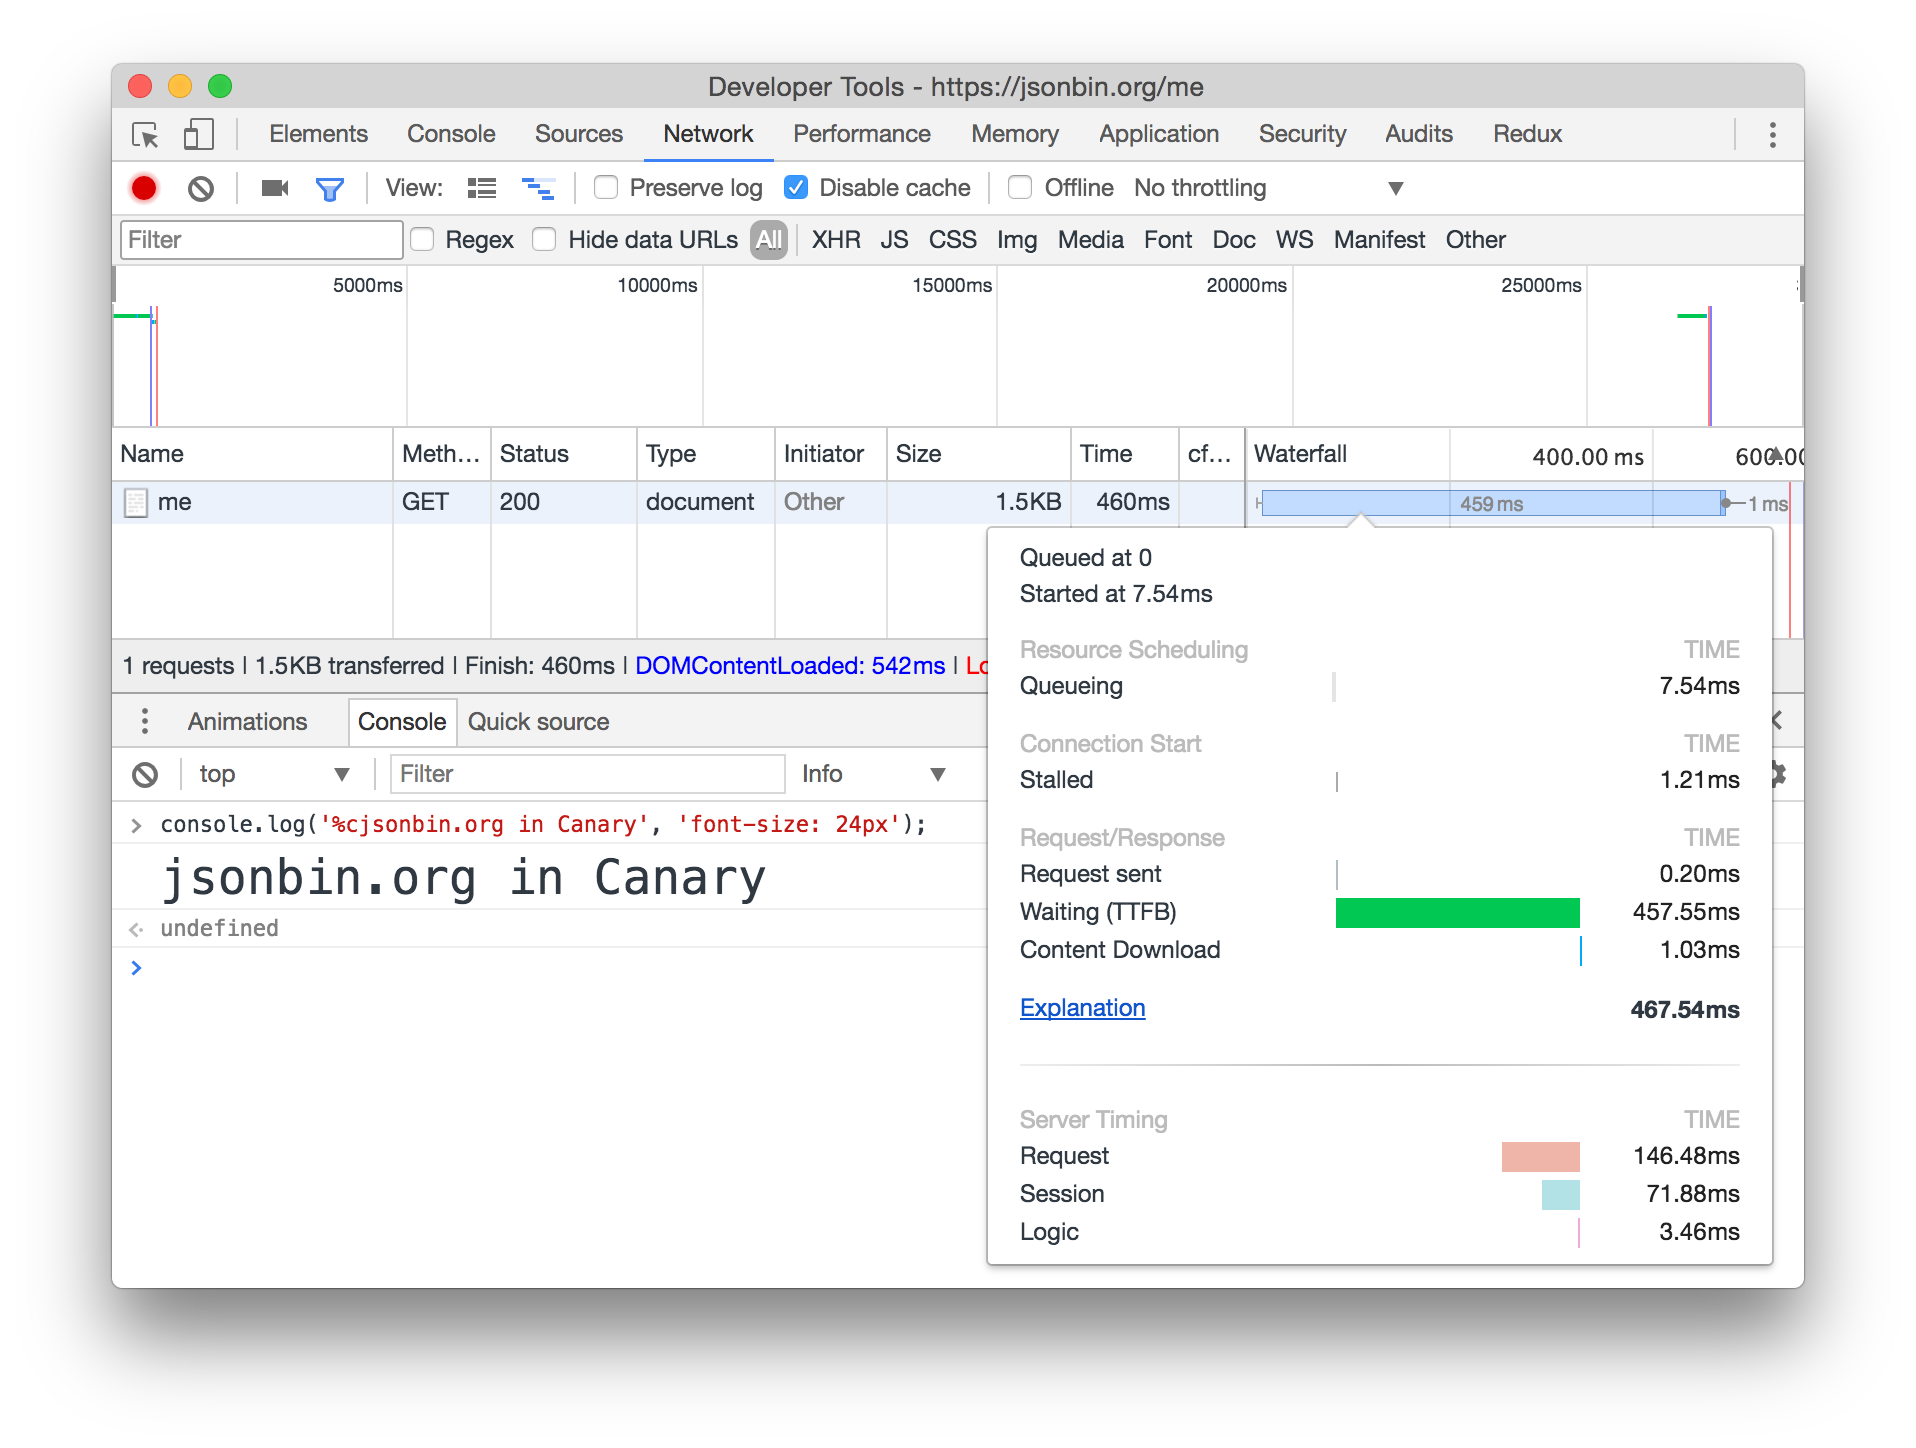 Developer Tools - https://jsonbin.org/me
Elements Console Sources Network Performance Memory Application Security Audits Redux
View: Preserve log Disable cache Offline No throttling
Filter Regex Hide data URLs All XHR JS CSS Img Media Font Doc WS Manifest Other
5000ms 10000ms 15000ms 20000ms 25000ms
Name Meth... Status Type Initiator Size Time cf... Waterfall 400.00 ms 600.00
me GET 200 document Other 1.5KB 460ms 459 ms 1 ms
Queued at 0
Started at 7.54ms
Resource Scheduling TIME
Queueing 7.54ms
Connection Start TIME
Stalled 1.21ms
Request/Response TIME
Request sent 0.20ms
Waiting (TTFB) 457.55ms
Content Download 1.03ms
Explanation 467.54ms
Server Timing TIME
Request 146.48ms
Session 71.88ms
Logic 3.46ms
1 requests | 1.5KB transferred | Finish: 460ms | DOMContentLoaded: 542ms | Lo
Animations Console Quick source
top Filter Info
> console.log('%cjsonbin.org in Canary', 'font-size: 24px');
jsonbin.org in Canary
undefined
>